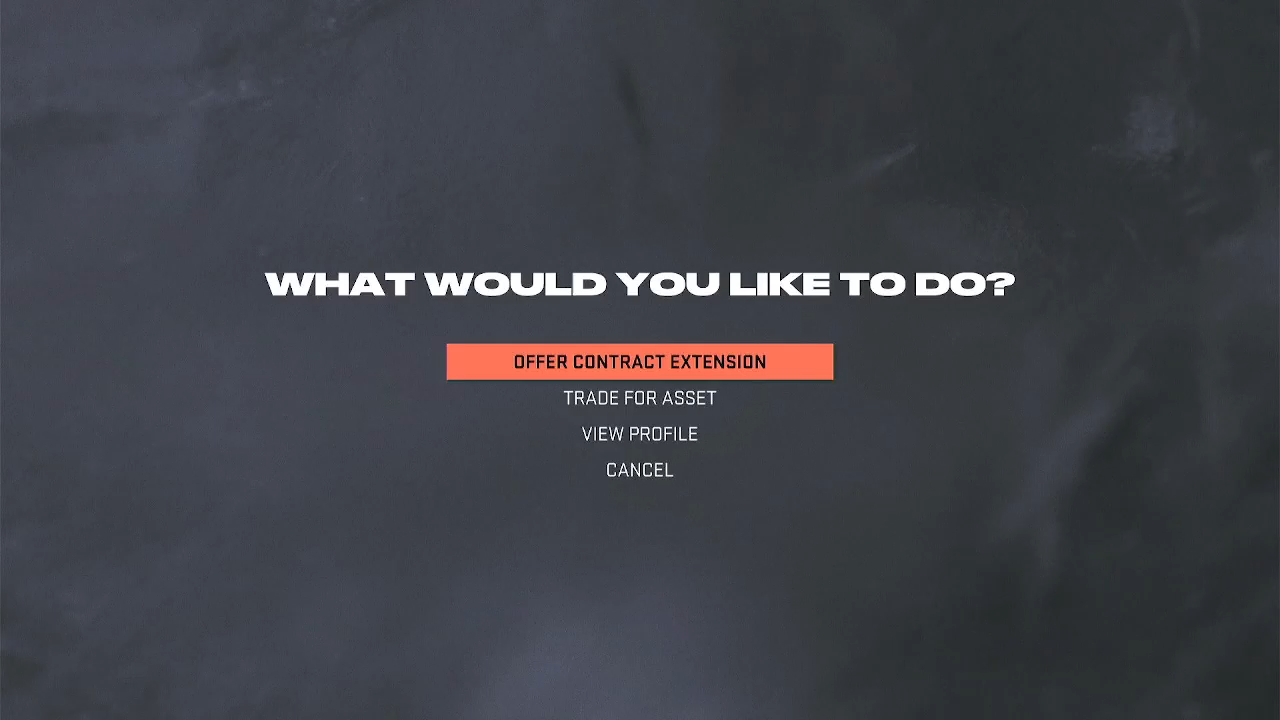 WHAT WOULD YOU LIKE TO DO?
OFFER CONTRACT EXTENSION
TRADE FOR ASSET
VIEW PROFILE
CANCEL